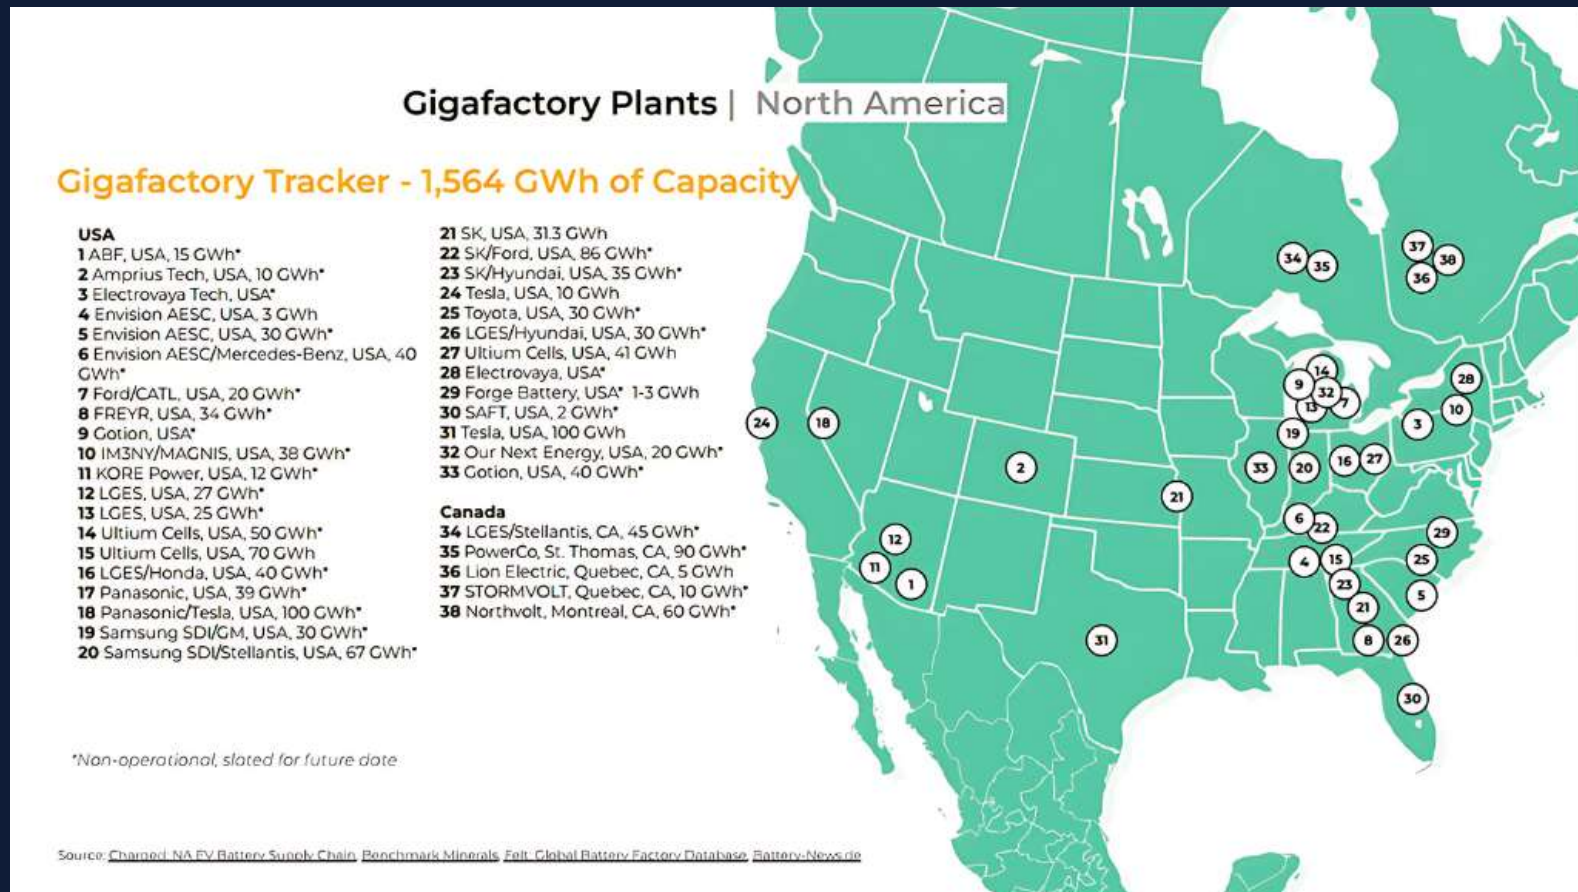 Gigafactory Plants | North America
Gigafactory Tracker - 1,564 GWh of Capacity
USA
1 ABF, USA, 15 GWh*
2 Amprius Tech, USA, 10 GWh*
3 Electrovaya Tech, USA*
4 Envision AESC, USA, 3 GWh
5 Envision AESC, USA, 30 GWh*
6 Envision AESC/Mercedes-Benz, USA, 40
GWh*
7 Ford/CATL, USA, 20 GWh*
8 FREYR, USA, 34 GWh*
9 Gotion, USA*
10 IM3NY/MAGNIS, USA, 38 GWh*
11 KORE Power, USA, 12 GWh*
12 LGES, USA, 27 GWh*
13 LGES, USA, 25 GWh*
14 Ultium Cells, USA, 50 GWh*
15 Ultium Cells, USA, 70 GWh
16 LGES/Honda, USA, 40 GWh*
17 Panasonic, USA, 39 GWh*
18 Panasonic/Tesla, USA, 100 GWh*
19 Samsung SDI/GM, USA, 30 GWh*
20 Samsung SDI/Stellantis, USA, 67 GWh*
21 SK, USA, 31.3 GWh
22 SK/Ford, USA, 86 GWh*
23 SK/Hyundai, USA, 35 GWh*
24 Tesla, USA, 10 GWh
25 Toyota, USA, 30 GWh*
26 LGES/Hyundai, USA, 30 GWh*
27 Ultium Cells, USA, 41 GWh
28 Electrovaya, USA*
29 Forge Battery, USA* 1-3 GWh
30 SAFT, USA, 2 GWh*
31 Tesla, USA, 100 GWh
32 Our Next Energy, USA, 20 GWh*
33 Gotion, USA, 40 GWh*
Canada
34 LGES/Stellantis, CA, 45 GWh*
35 PowerCo, St. Thomas, CA, 90 GWh*
36 Lion Electric, Quebec, CA, 5 GWh
37 STORMVOLT, Quebec, CA, 10 GWh*
38 Northvolt, Montreal, CA, 60 GWh*
*Non-operational, slated for future date
Source: Charged: NA EV Battery Supply Chain, Benchmark Minerals, Felt: Global Battery Factory Database, Battery-News.de
37
34
35
38
36
14
9
32
13
7
28
10
3
24
18
19
33
20
16
27
2
21
6
22
29
12
4
15
25
11
1
23
5
21
31
8
26
30